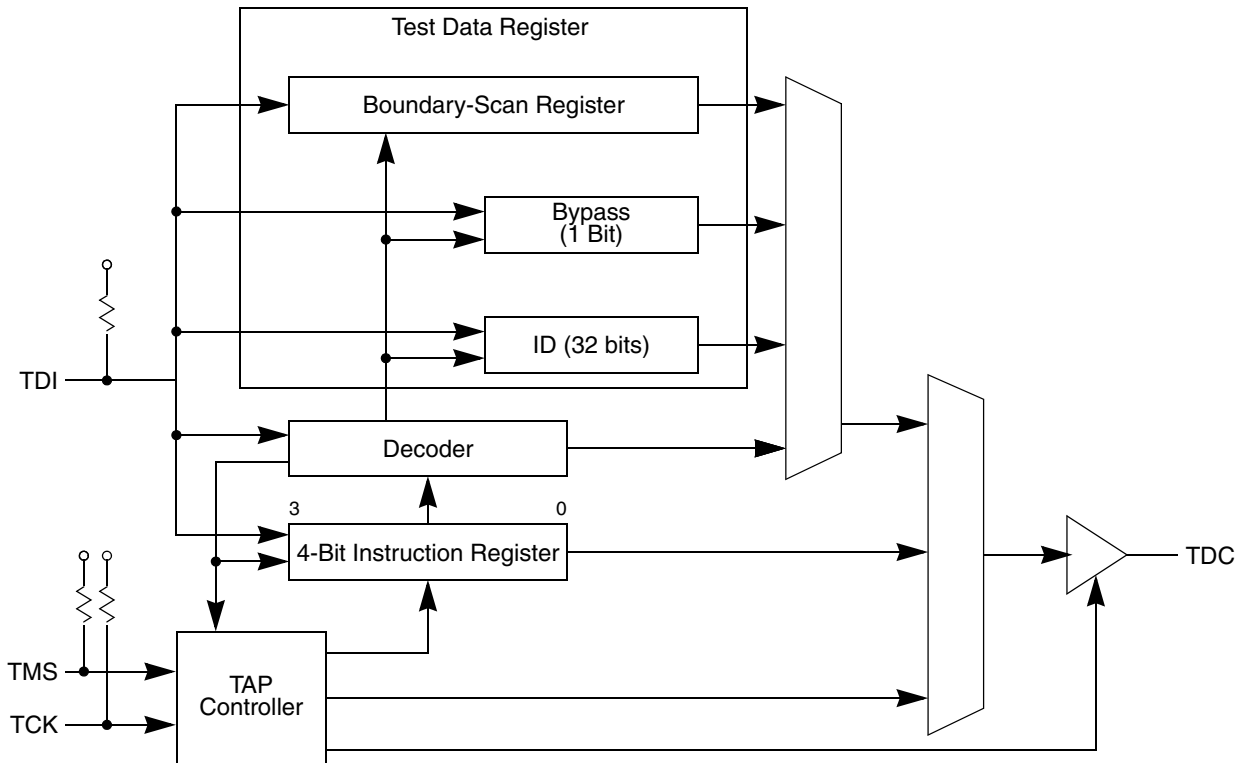 Test Data Register
Boundary-Scan Register
Bypass
(1 Bit)
ID (32 bits)
TDI
Decoder
3
0
4-Bit Instruction Register
TDC
TMS
TAP
Controller
TCK